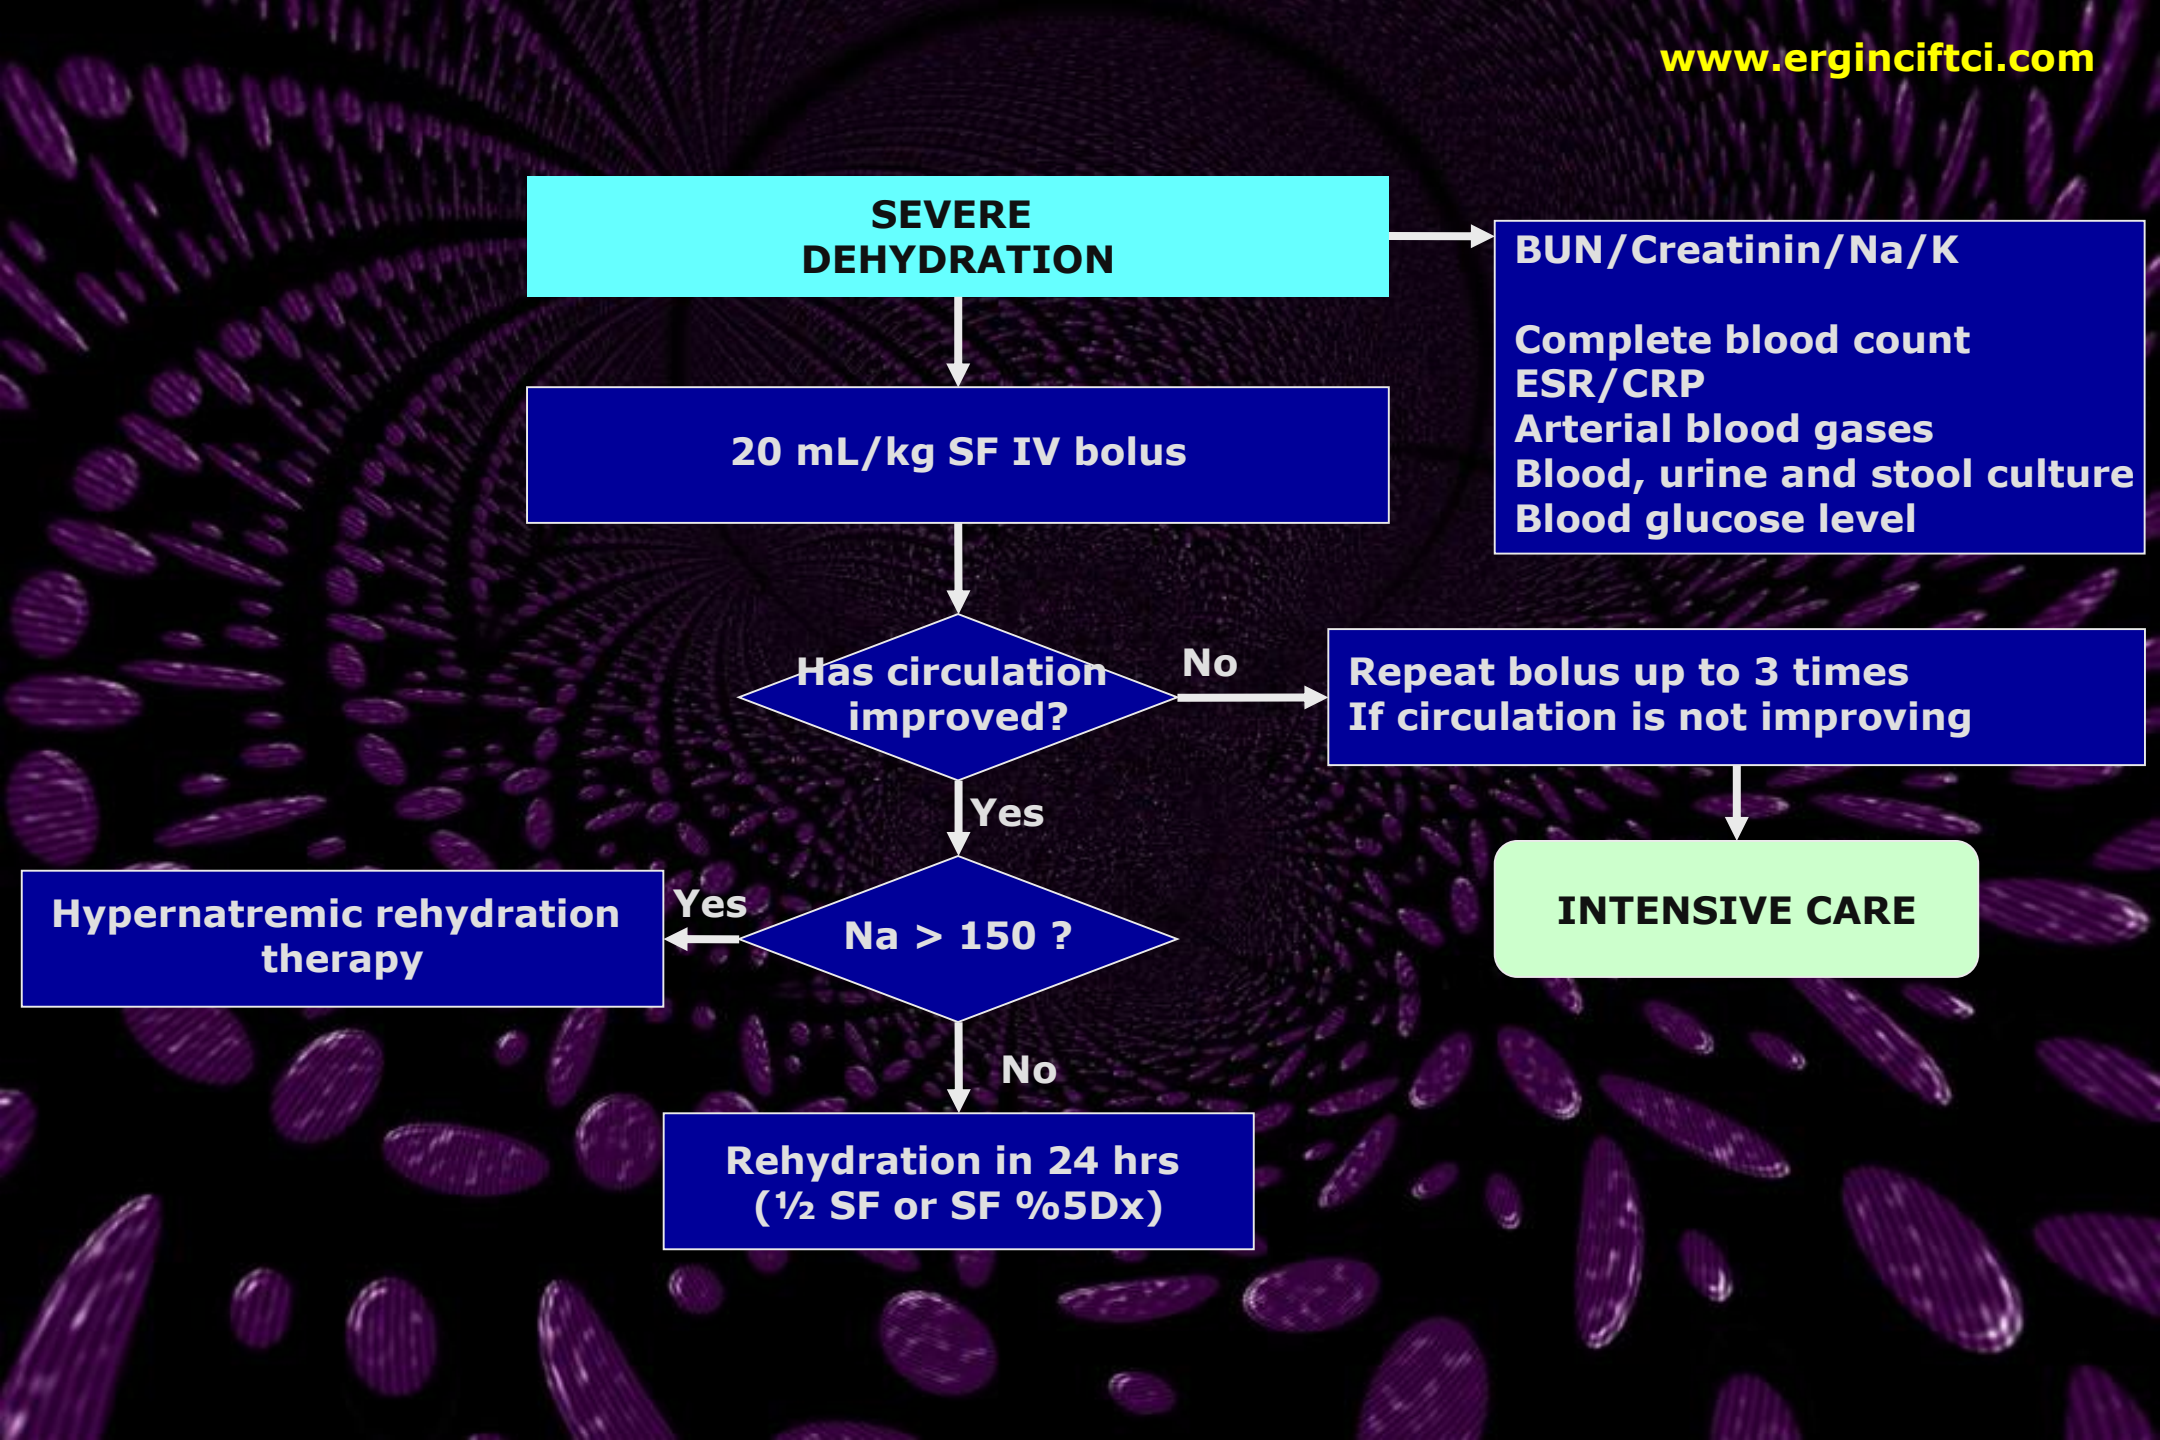 www.erginciftci.com
SEVERE
DEHYDRATION
BUN/Creatinin/Na/K
Complete blood count
ESR/CRP
Arterial blood gases
Blood, urine and stool culture
Blood glucose level
20 mL/kg SF IV bolus
Has circulation
improved?
No
Repeat bolus up to 3 times
If circulation is not improving
Yes
INTENSIVE CARE
Na > 150 ?
Yes
Hypernatremic rehydration
therapy
No
Rehydration in 24 hrs
(½ SF or SF %5Dx)